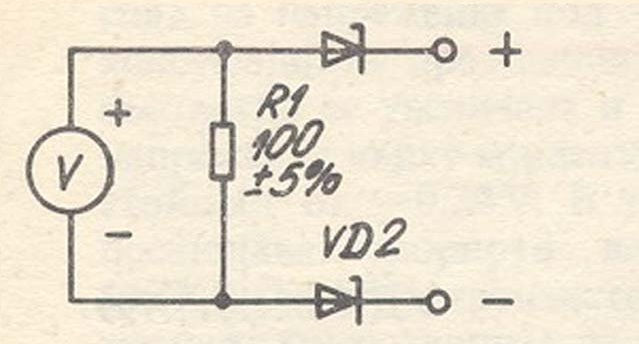 +
+
R1
100
±5%
V
−
VD2
−